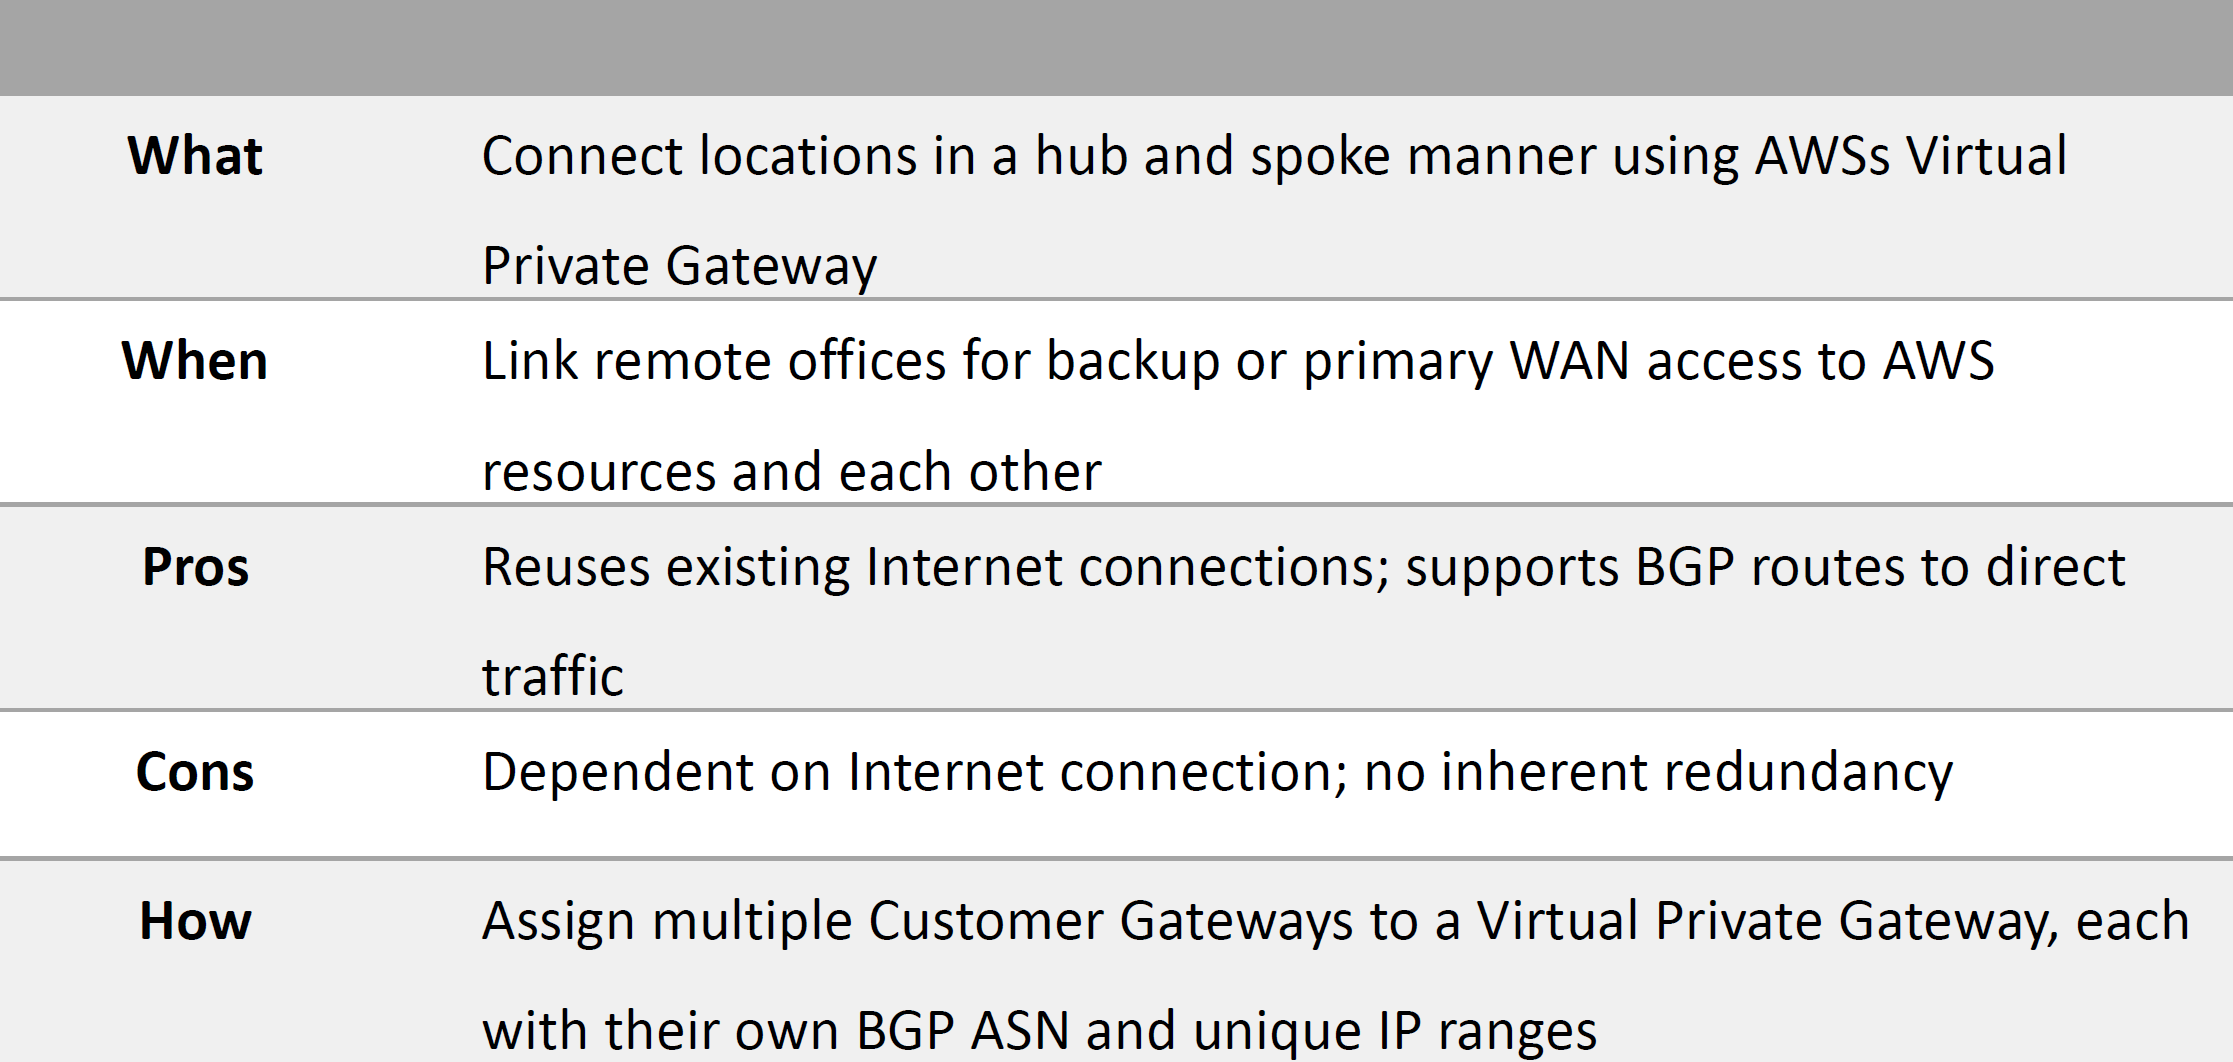 What Connect locations in a hub and spoke manner using AWSs Virtual
Private Gateway
When Link remote offices for backup or primary WAN access to AWS
resources and each other
Pros Reuses existing Internet connections; supports BGP routes to direct
traffic
Cons Dependent on Internet connection; no inherent redundancy
How Assign multiple Customer Gateways to a Virtual Private Gateway, each
with their own BGP ASN and unique IP ranges